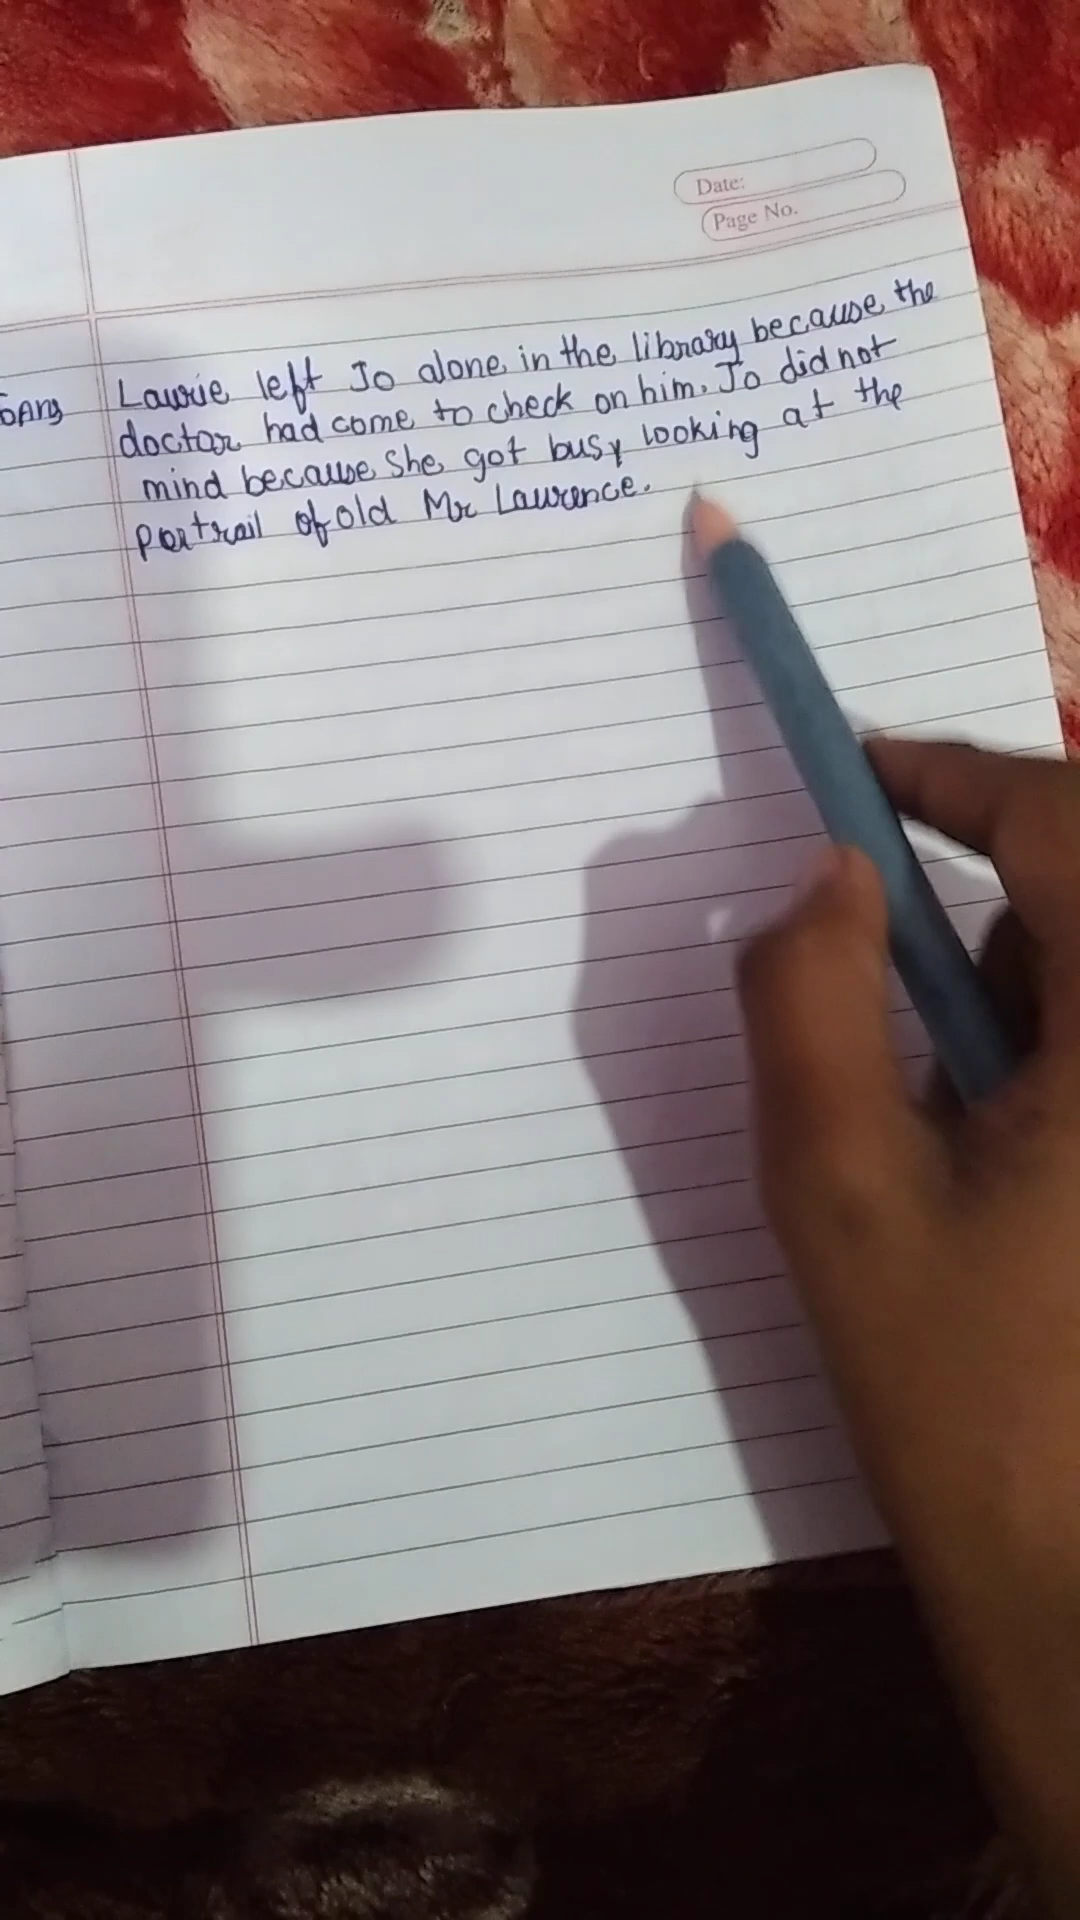 Date:
Page No.
Laurie left Jo alone in the library because the
doctor had come to check on him. Jo did not
mind because she got busy looking at the
portrail of old Mr Laurence.